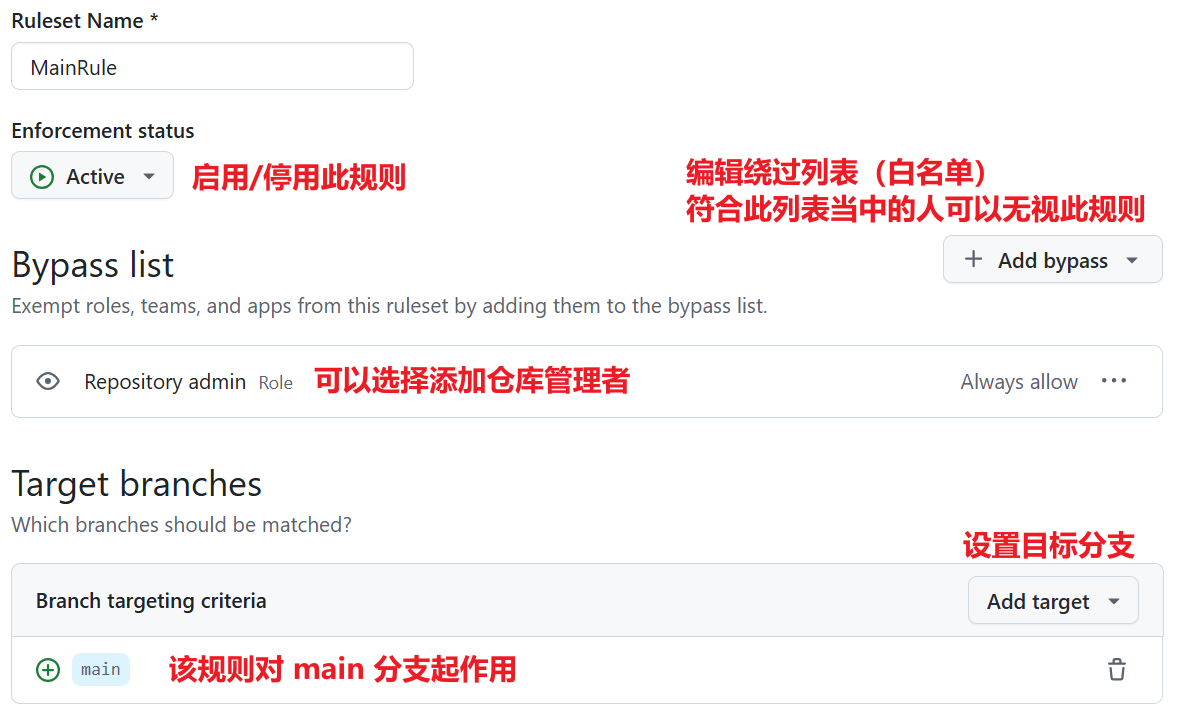 Ruleset Name *
MainRule
Enforcement status
Active
启用/停用此规则
编辑绕过列表（白名单）
符合此列表当中的人可以无视此规则
Bypass list
Add bypass
Exempt roles, teams, and apps from this ruleset by adding them to the bypass list.
Repository admin Role 可以选择添加仓库管理者 Always allow
Target branches
Which branches should be matched?
设置目标分支
Branch targeting criteria
Add target
main 该规则对 main 分支起作用